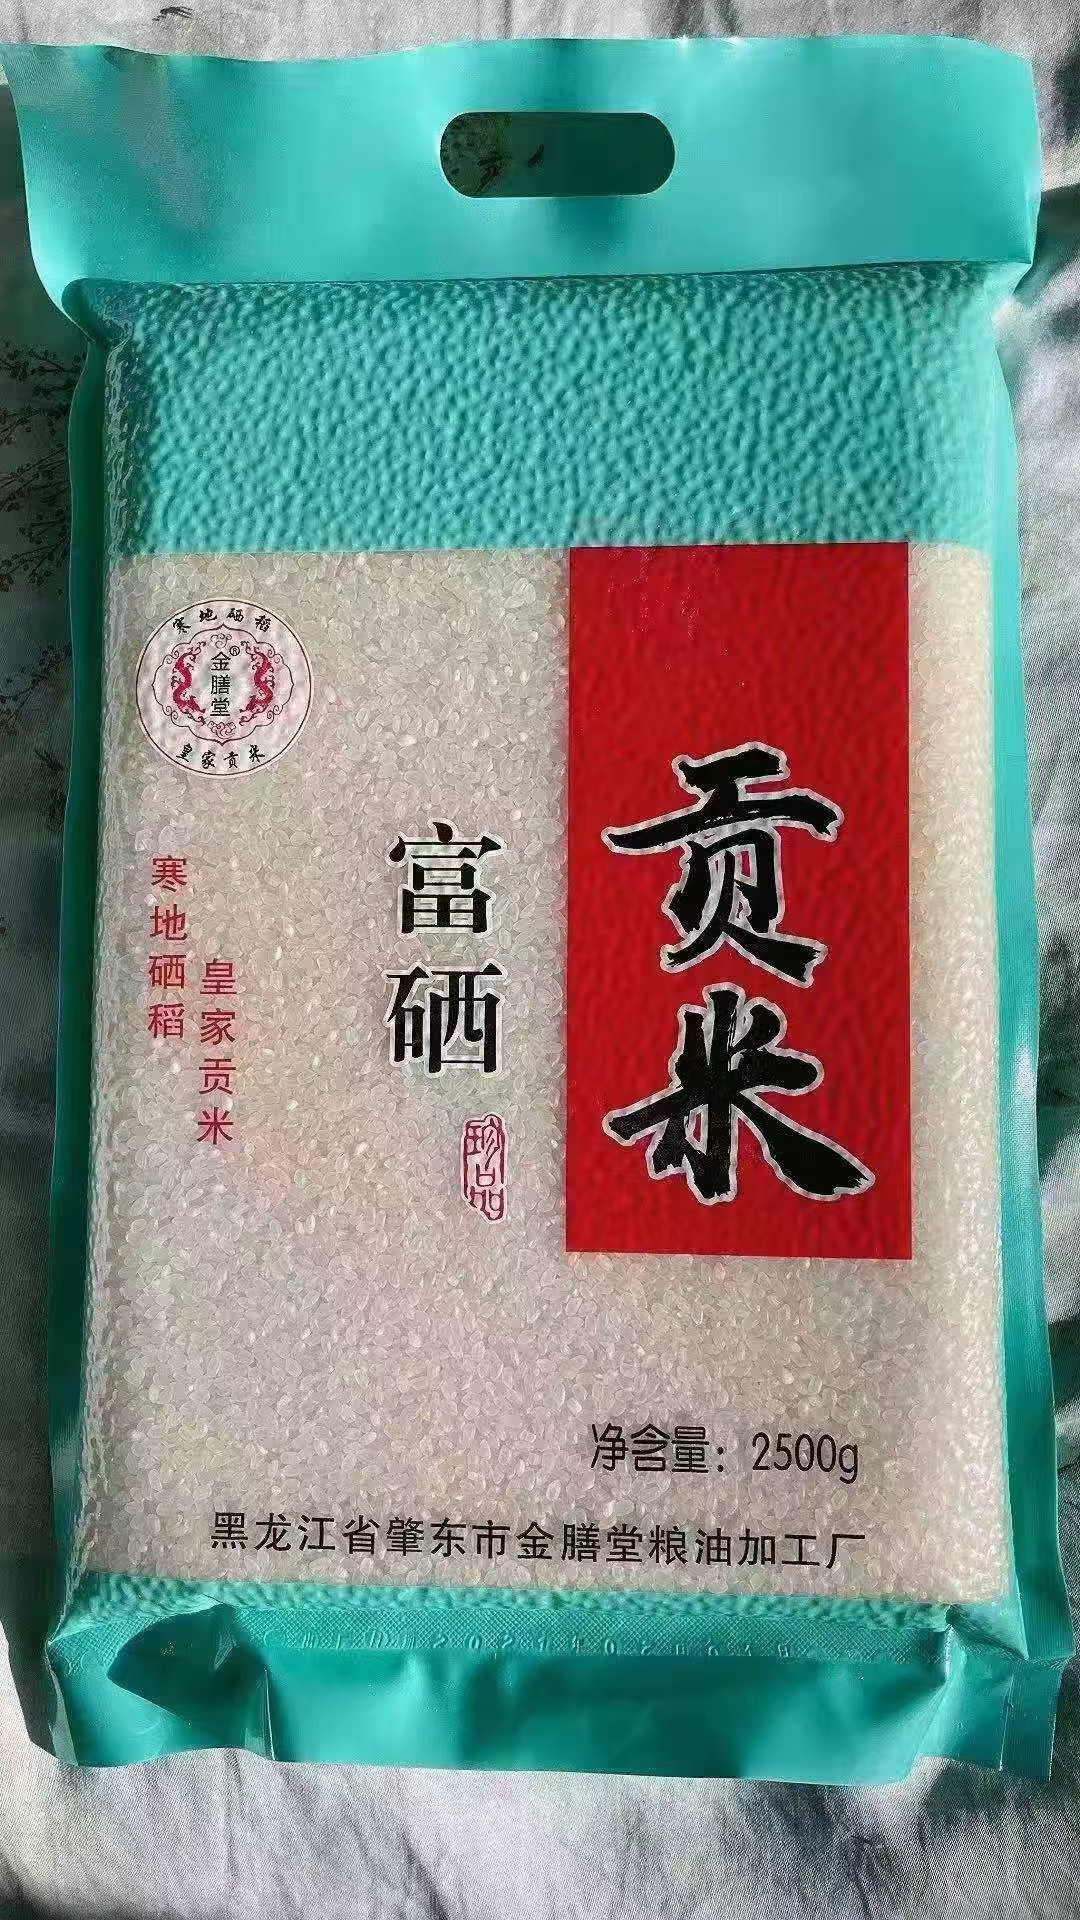 寒地硒稻
金膳堂®
皇家贡米
贡米
富硒
珍品
寒地硒稻
皇家贡米
净含量：2500g
黑龙江省肇东市金膳堂粮油加工厂